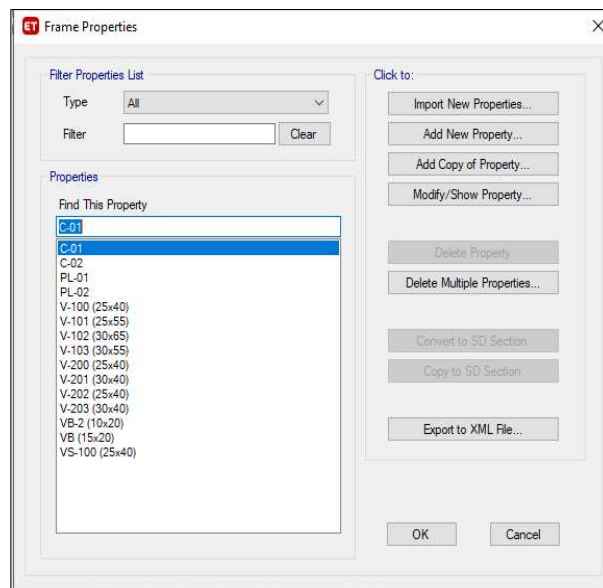 ET Frame Properties
Filter Properties List
Type All
Filter Clear
Properties
Find This Property
C-01
C-01
C-02
PL-01
PL-02
V-100 (25x40)
V-101 (25x55)
V-102 (30x65)
V-103 (30x55)
V-200 (25x40)
V-201 (30x40)
V-202 (25x40)
V-203 (30x40)
VB-2 (10x20)
VB (15x20)
VS-100 (25x40)
Click to:
Import New Properties...
Add New Property...
Add Copy of Property...
Modify/Show Property...
Delete Property
Delete Multiple Properties...
Convert to SD Section
Copy to SD Section
Export to XML File...
OK Cancel